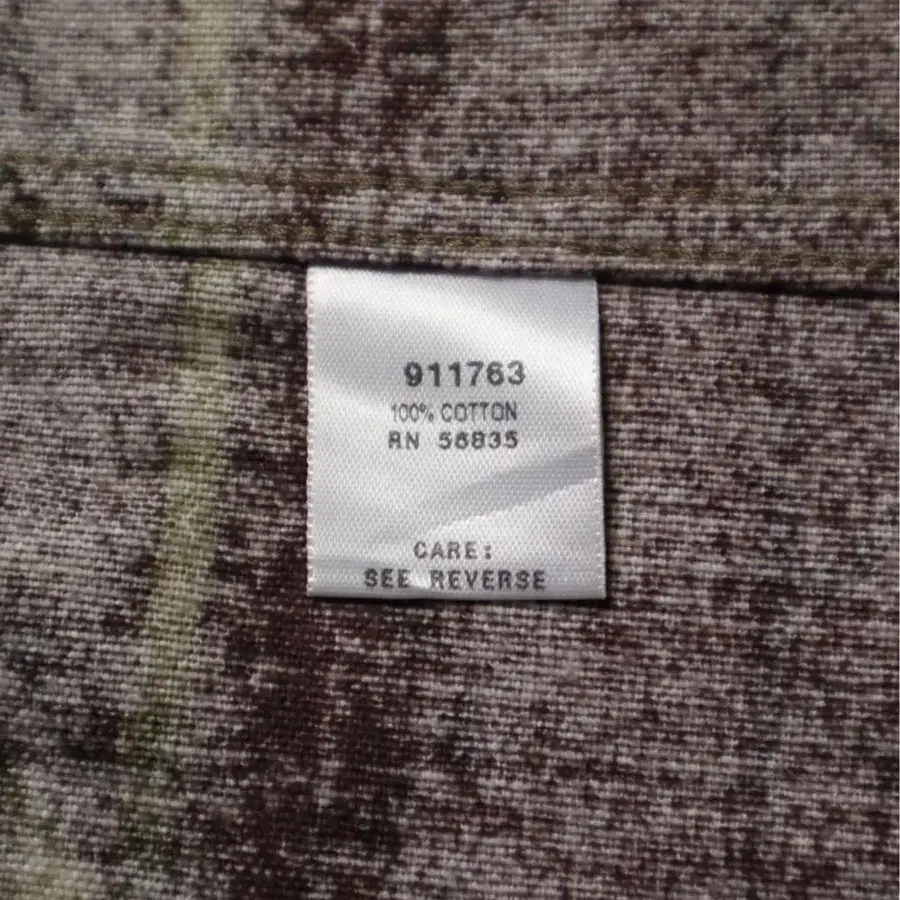 911763
100% COTTON
RN 56835
CARE:
SEE REVERSE